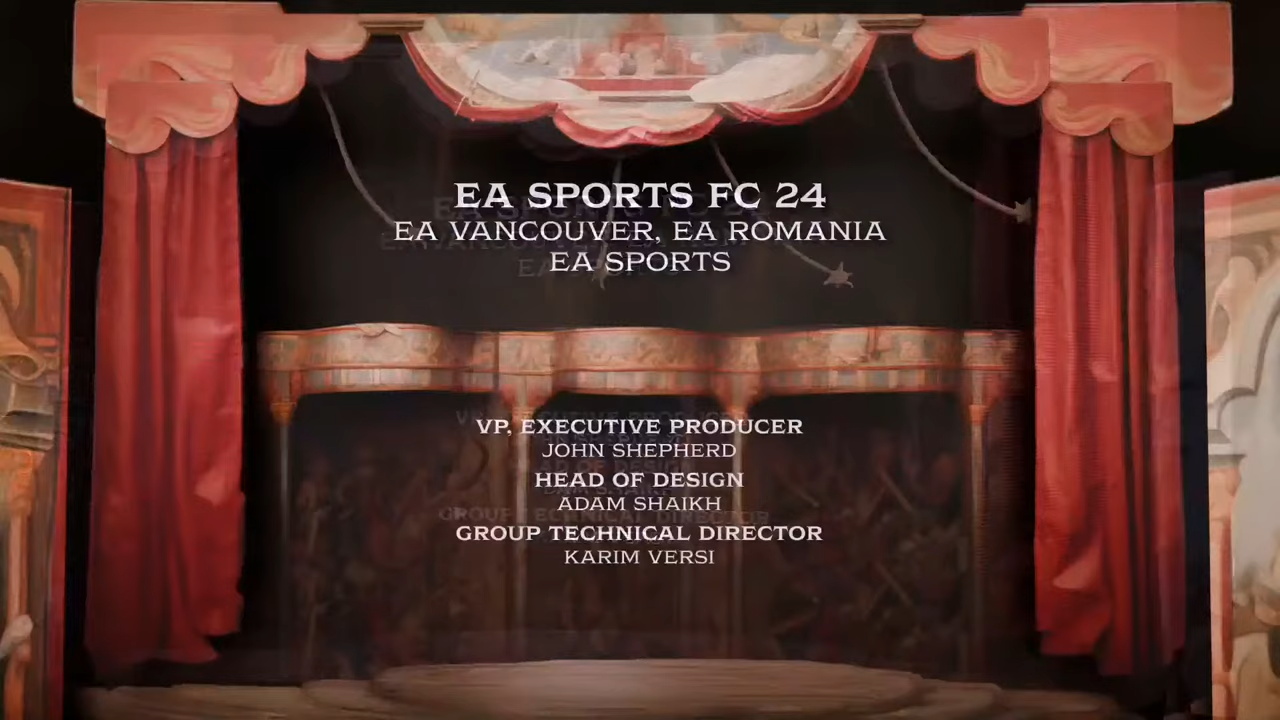 EA SPORTS FC 24
EA VANCOUVER, EA ROMANIA
EA SPORTS
VP, EXECUTIVE PRODUCER
JOHN SHEPHERD
HEAD OF DESIGN
ADAM SHAIKH
GROUP TECHNICAL DIRECTOR
KARIM VERSI